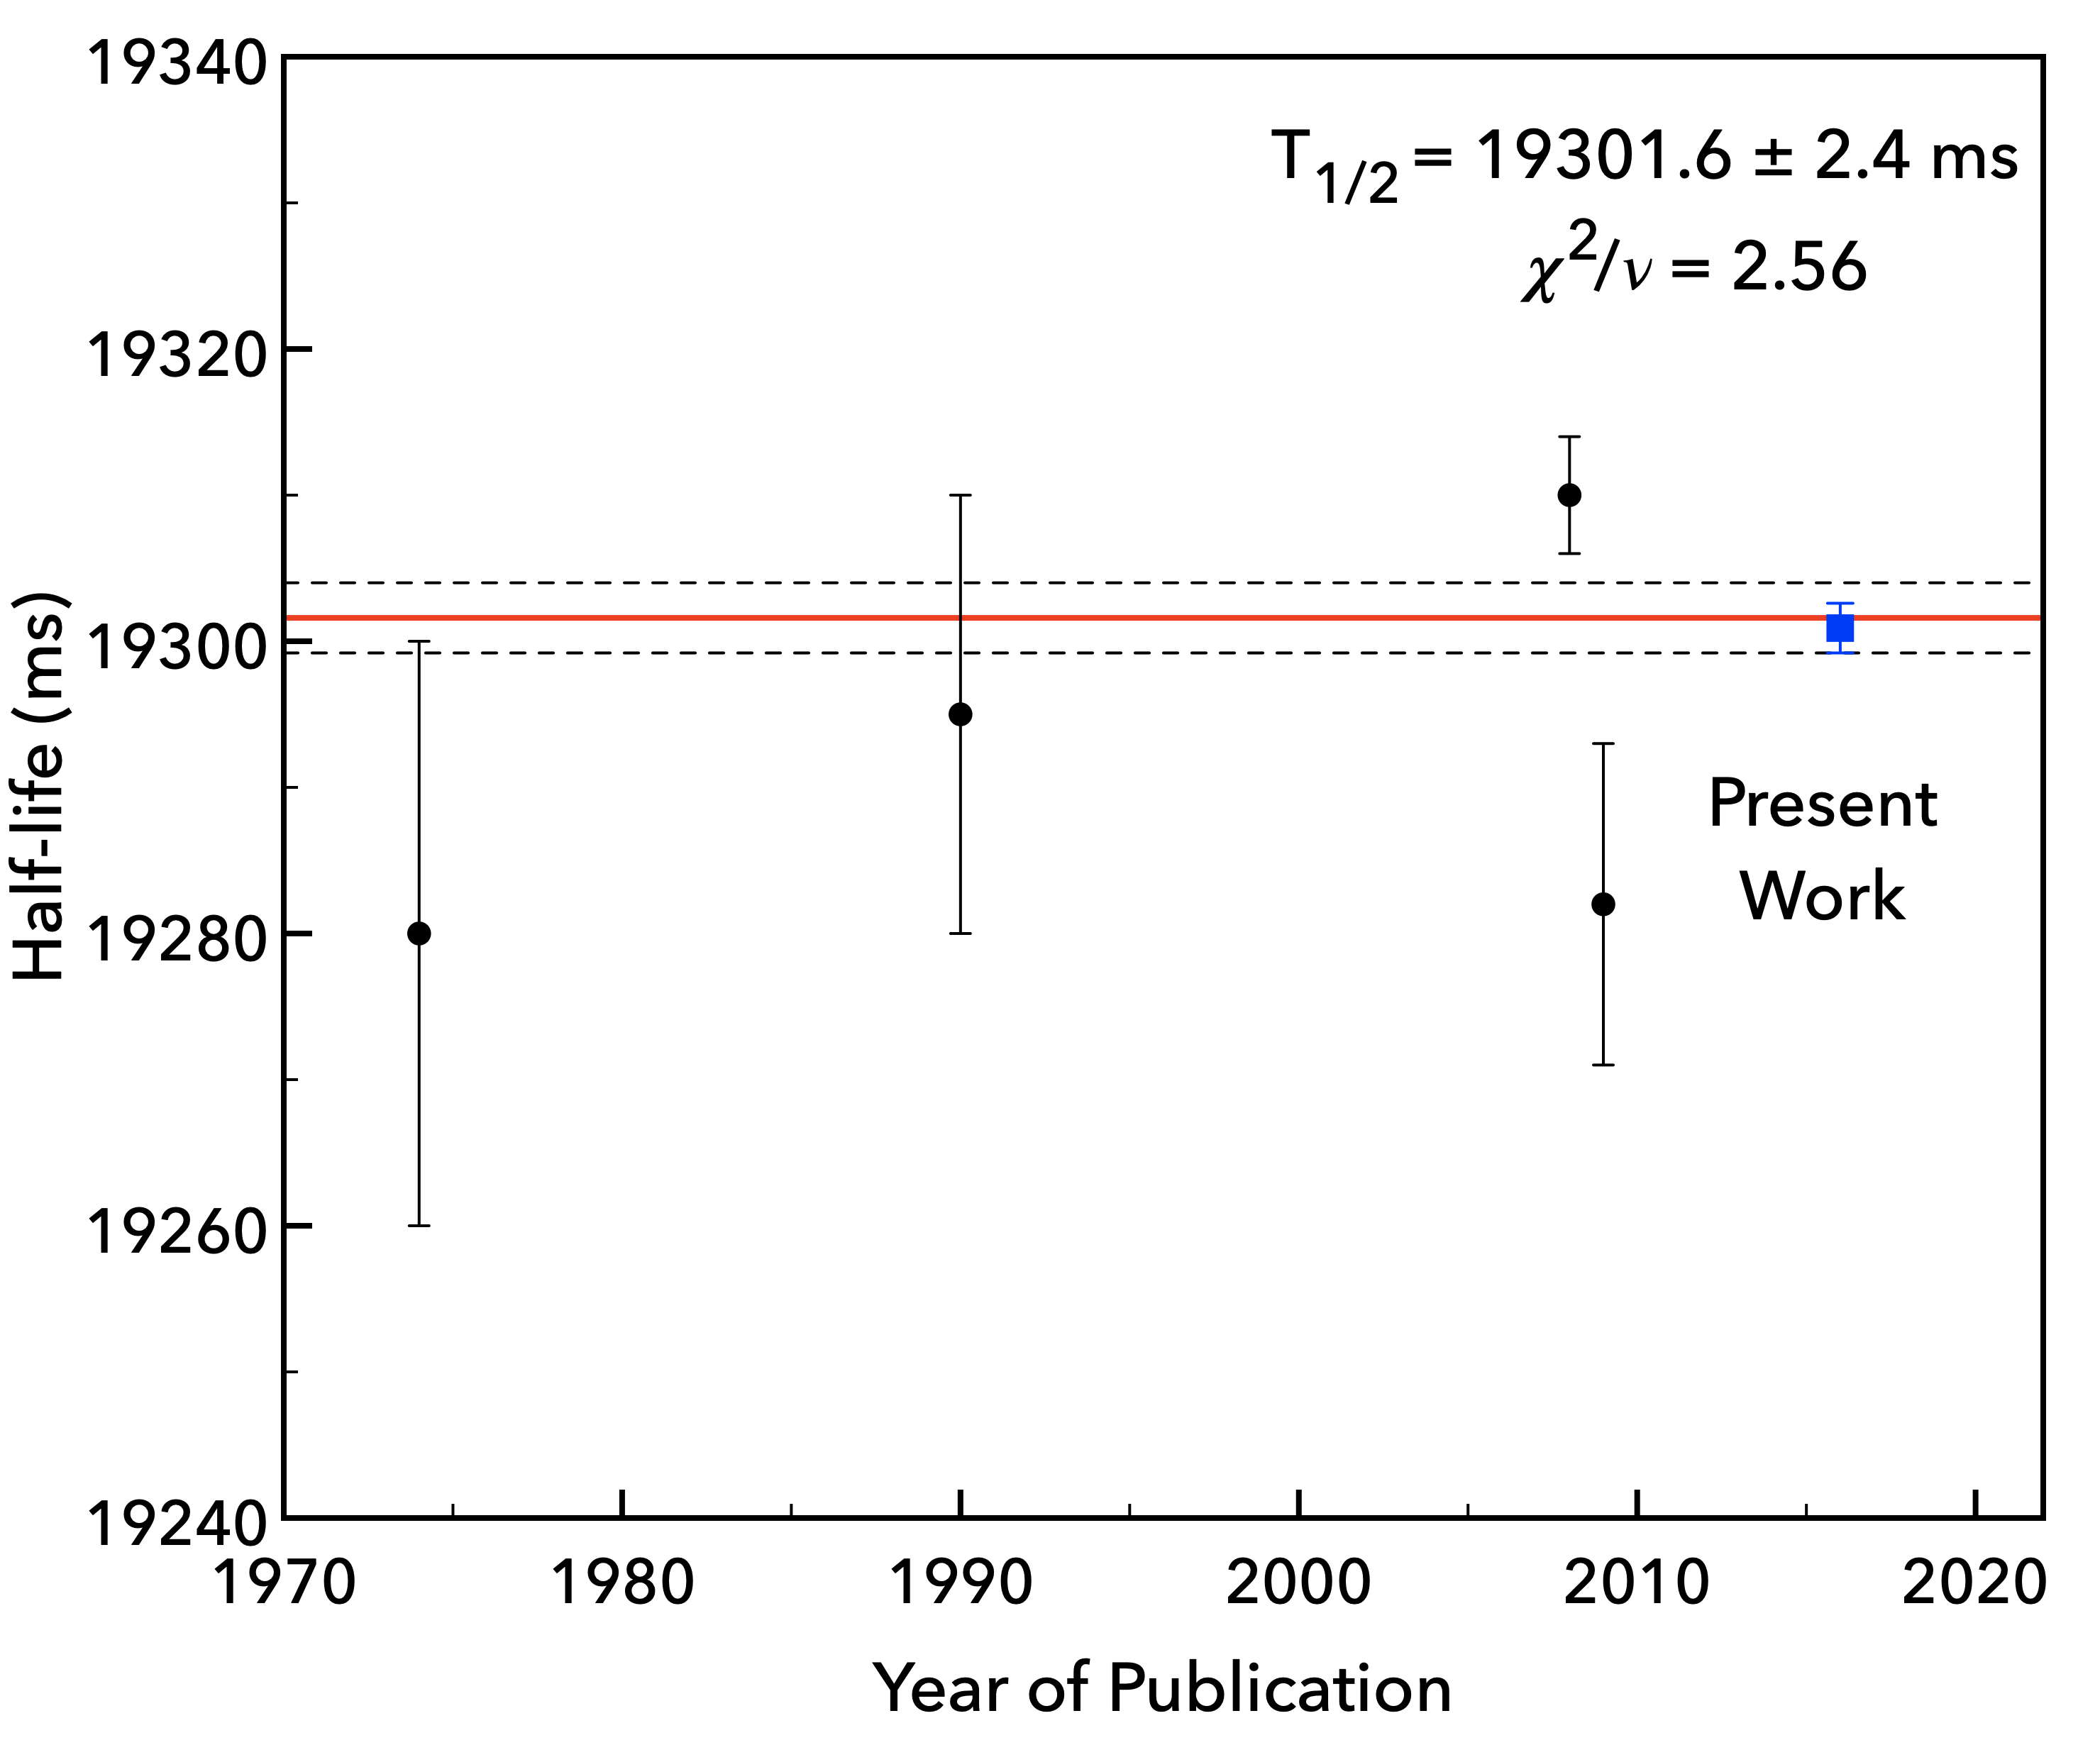 19340
T1/2 = 19301.6 ± 2.4 ms
χ2/ν = 2.56
19320
Half-life (ms)
19300
Present
Work
19280
19260
19240
1970 1980 1990 2000 2010 2020
Year of Publication